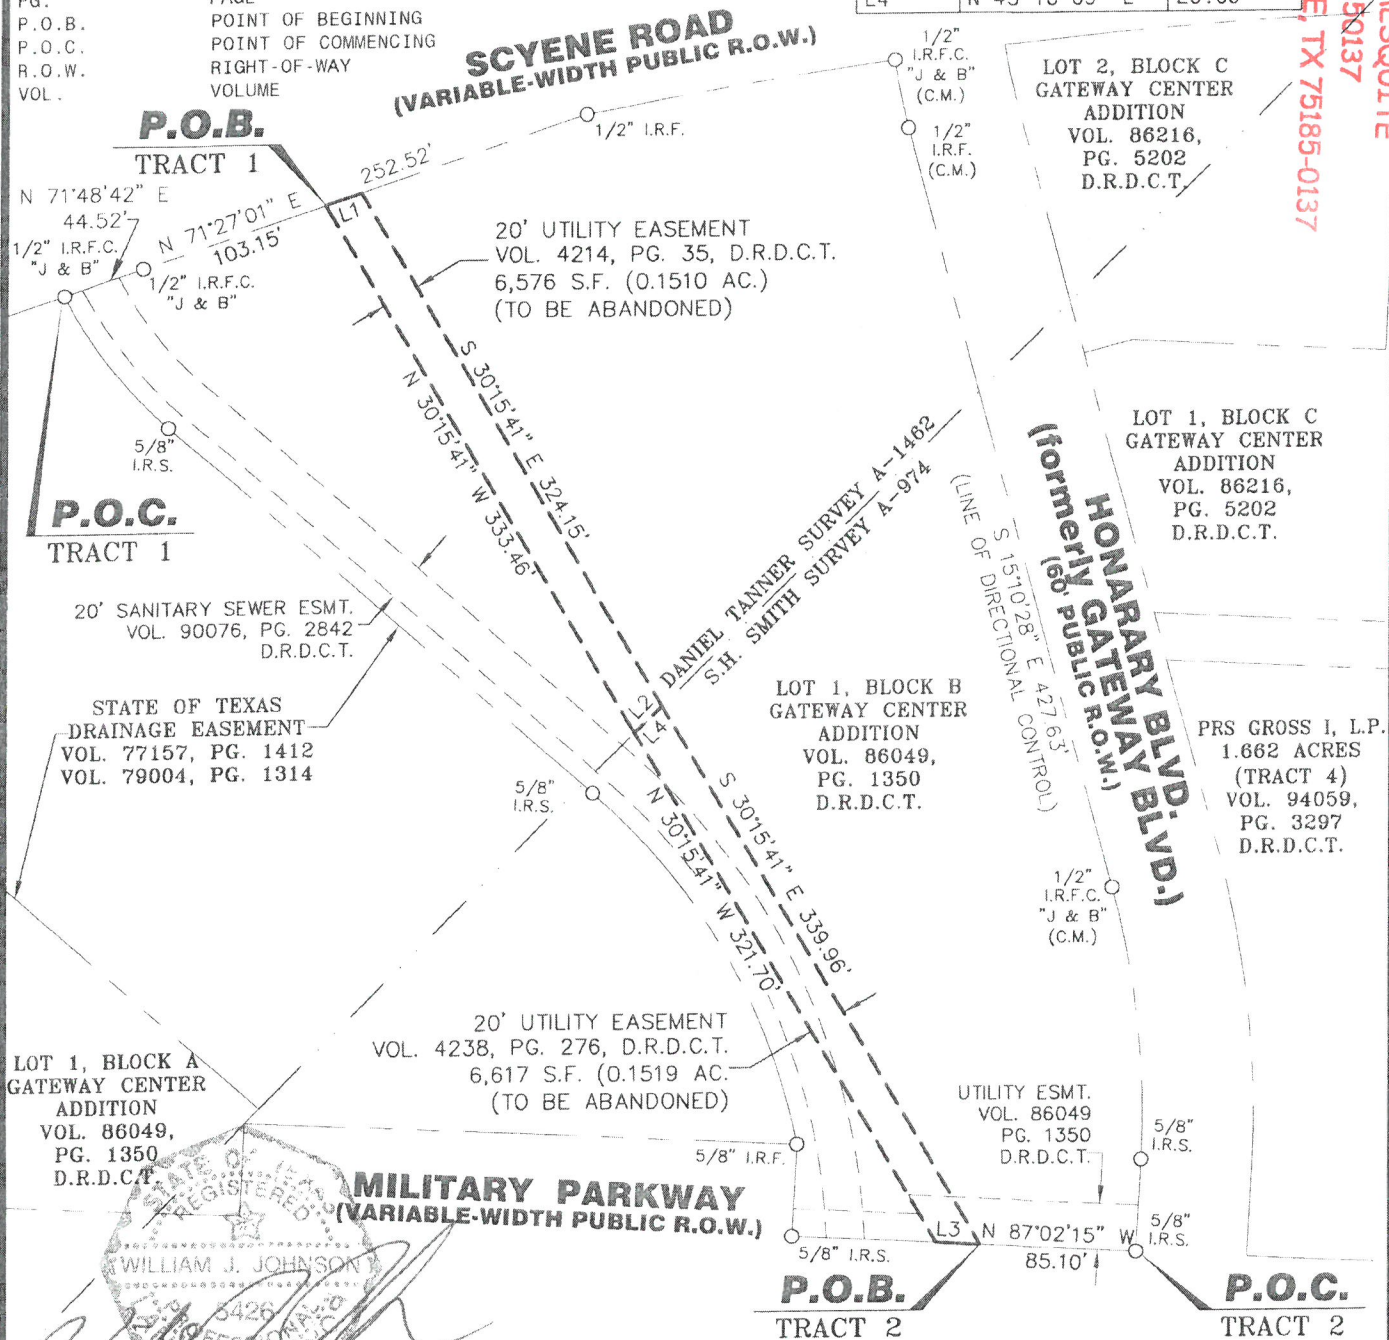 PAGE
P.O.B. POINT OF BEGINNING
P.O.C. POINT OF COMMENCING
R.O.W. RIGHT-OF-WAY
VOL. VOLUME
L4
E, TX 75185-0137
50137
SCYENE ROAD
(VARIABLE-WIDTH PUBLIC R.O.W.)
1/2"
I.R.F.C.
"J & B"
(C.M.)
1/2"
I.R.F.
(C.M.)
LOT 2, BLOCK C
GATEWAY CENTER
ADDITION
VOL. 86216,
PG. 5202
D.R.D.C.T.
P.O.B.
TRACT 1
252.52'
1/2" I.R.F.
N 71°48'42" E
44.52'
1/2" I.R.F.C.
"J & B"
N 71°27'01" E
103.15'
1/2" I.R.F.C.
"J & B"
L1
20' UTILITY EASEMENT
VOL. 4214, PG. 35, D.R.D.C.T.
6,576 S.F. (0.1510 AC.)
(TO BE ABANDONED)
S 30°15'41" E 324.15'
N 30°15'41" W 333.46'
5/8"
I.R.S.
P.O.C.
TRACT 1
LOT 1, BLOCK C
GATEWAY CENTER
ADDITION
VOL. 86216,
PG. 5202
D.R.D.C.T.
DANIEL TANNER SURVEY A-1462
S.H. SMITH SURVEY A-974
S 15°10'28" E 427.63'
(LINE OF DIRECTIONAL CONTROL)
HONARARY BLVD.
(formerly GATEWAY BLVD.)
(60' PUBLIC R.O.W.)
20' SANITARY SEWER ESMT.
VOL. 90076, PG. 2842
D.R.D.C.T.
STATE OF TEXAS
DRAINAGE EASEMENT
VOL. 77157, PG. 1412
VOL. 79004, PG. 1314
L2
L4
LOT 1, BLOCK B
GATEWAY CENTER
ADDITION
VOL. 86049,
PG. 1350
D.R.D.C.T.
PRS GROSS I, L.P.
1.662 ACRES
(TRACT 4)
VOL. 94059,
PG. 3297
D.R.D.C.T.
5/8"
I.R.S.
S 30°15'41" E 339.96'
N 30°15'41" W 321.70'
1/2"
I.R.F.C.
"J & B"
(C.M.)
20' UTILITY EASEMENT
VOL. 4238, PG. 276, D.R.D.C.T.
6,617 S.F. (0.1519 AC.
(TO BE ABANDONED)
LOT 1, BLOCK A
GATEWAY CENTER
ADDITION
VOL. 86049,
PG. 1350
D.R.D.C.T.
UTILITY ESMT.
VOL. 86049
PG. 1350
D.R.D.C.T.
5/8"
I.R.S.
5/8" I.R.F.
MILITARY PARKWAY
(VARIABLE-WIDTH PUBLIC R.O.W.)
5/8" I.R.S.
L3
N 87°02'15" W
85.10'
5/8"
I.R.S.
STATE OF TEXAS
REGISTERED
WILLIAM J. JOHNSON
5426
P.O.B.
TRACT 2
P.O.C.
TRACT 2